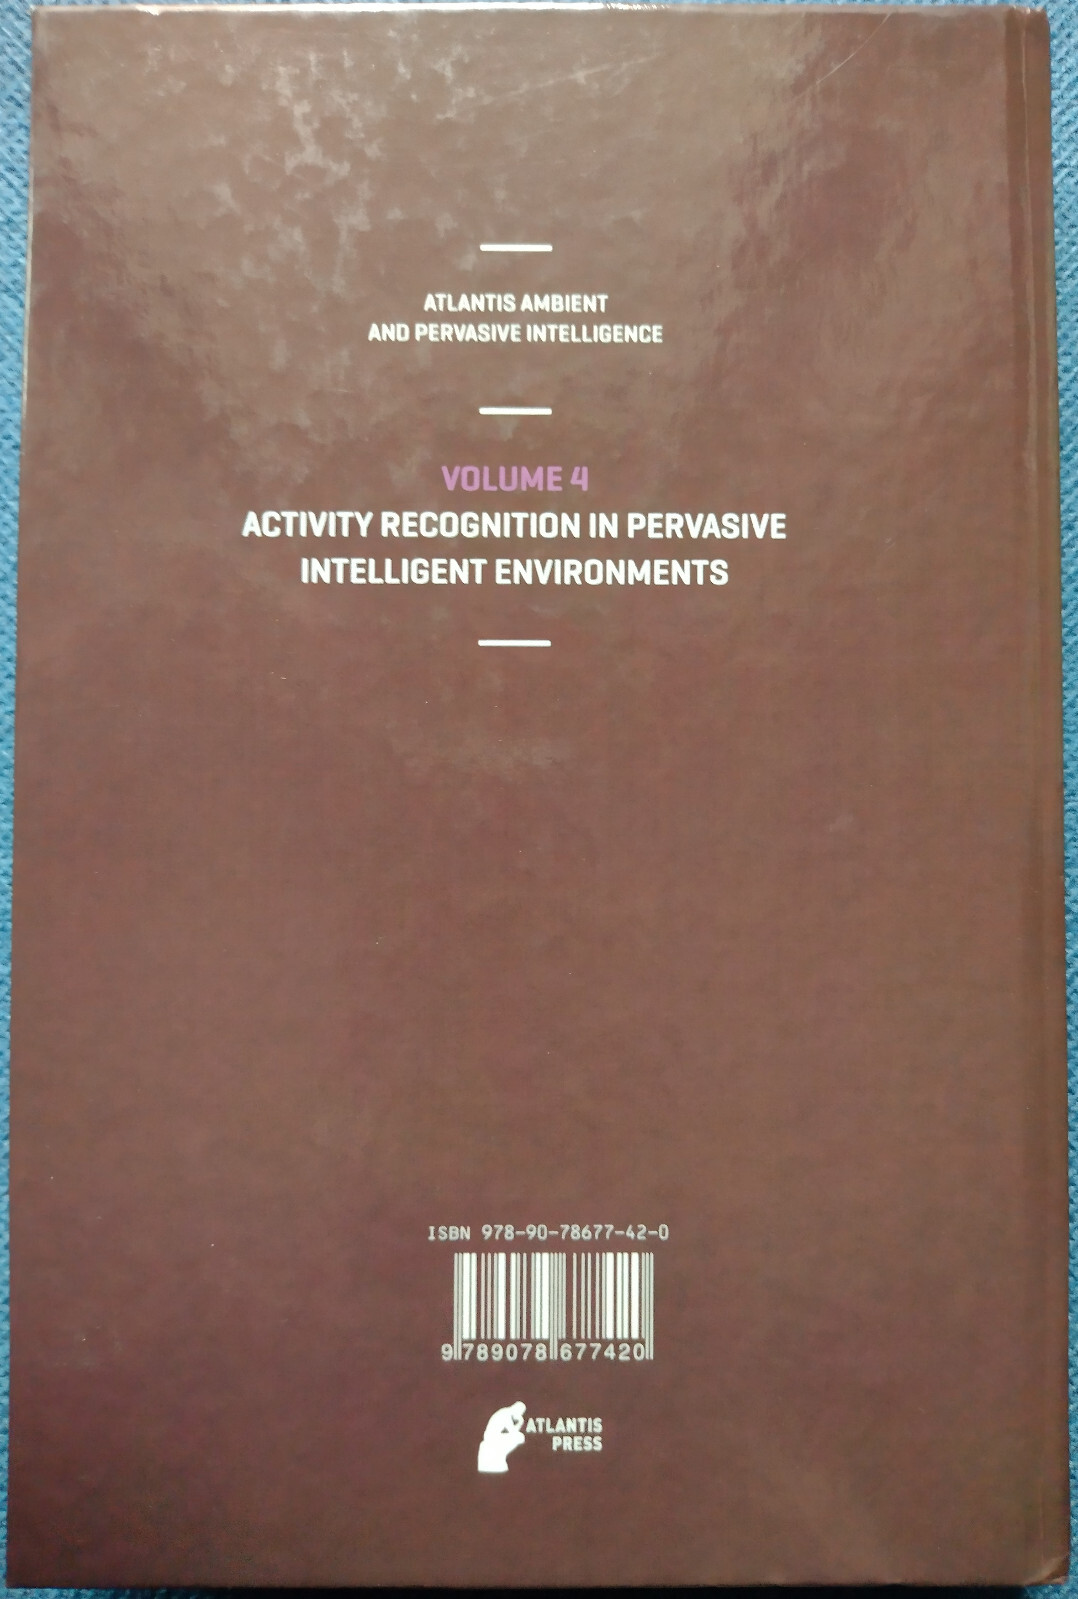 ATLANTIS AMBIENT
AND PERVASIVE INTELLIGENCE
VOLUME 4
ACTIVITY RECOGNITION IN PERVASIVE
INTELLIGENT ENVIRONMENTS
ISBN 978-90-78677-42-0
9 789078 677420
ATLANTIS
PRESS